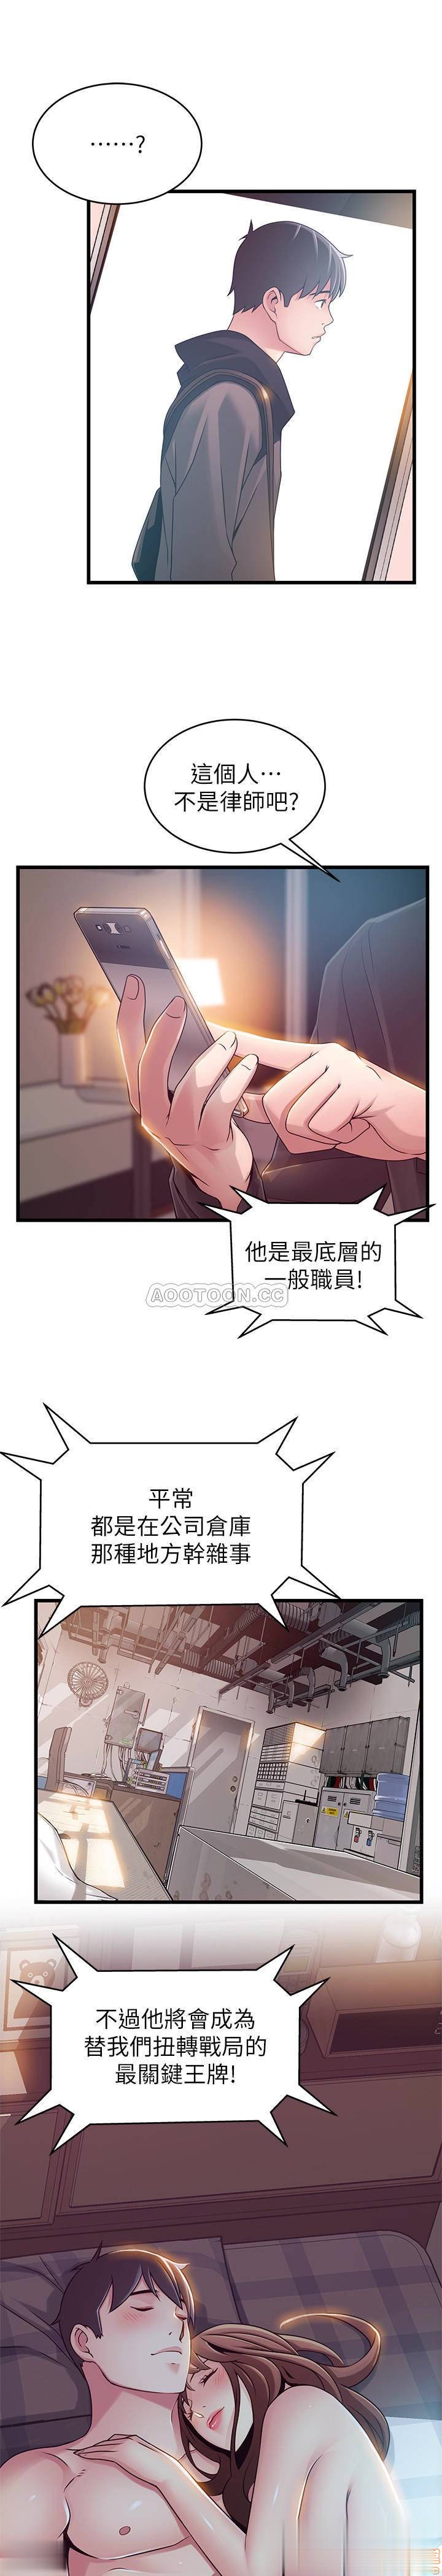 ……?
這個人…
不是律師吧?
他是最底層的
一般職員!
AOOTOON.CC
平常
都是在公司倉庫
那種地方幹雜事
不過他將會成為
替我們扭轉戰局的
最關鍵王牌!